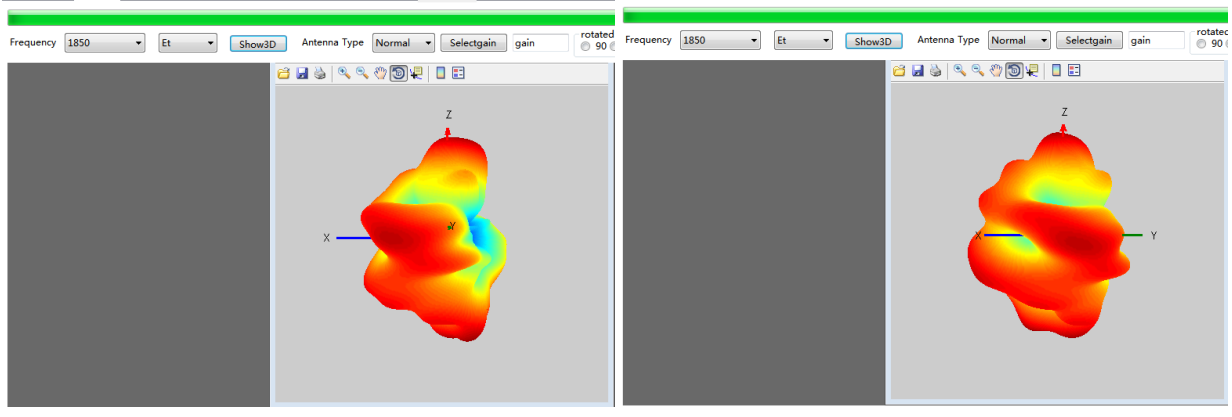 Frequency 1850 Et Show3D Antenna Type Normal Selectgain gain rotated 90
Z
X
Y
Frequency 1850 Et Show3D Antenna Type Normal Selectgain gain rotated 90
Z
X
Y